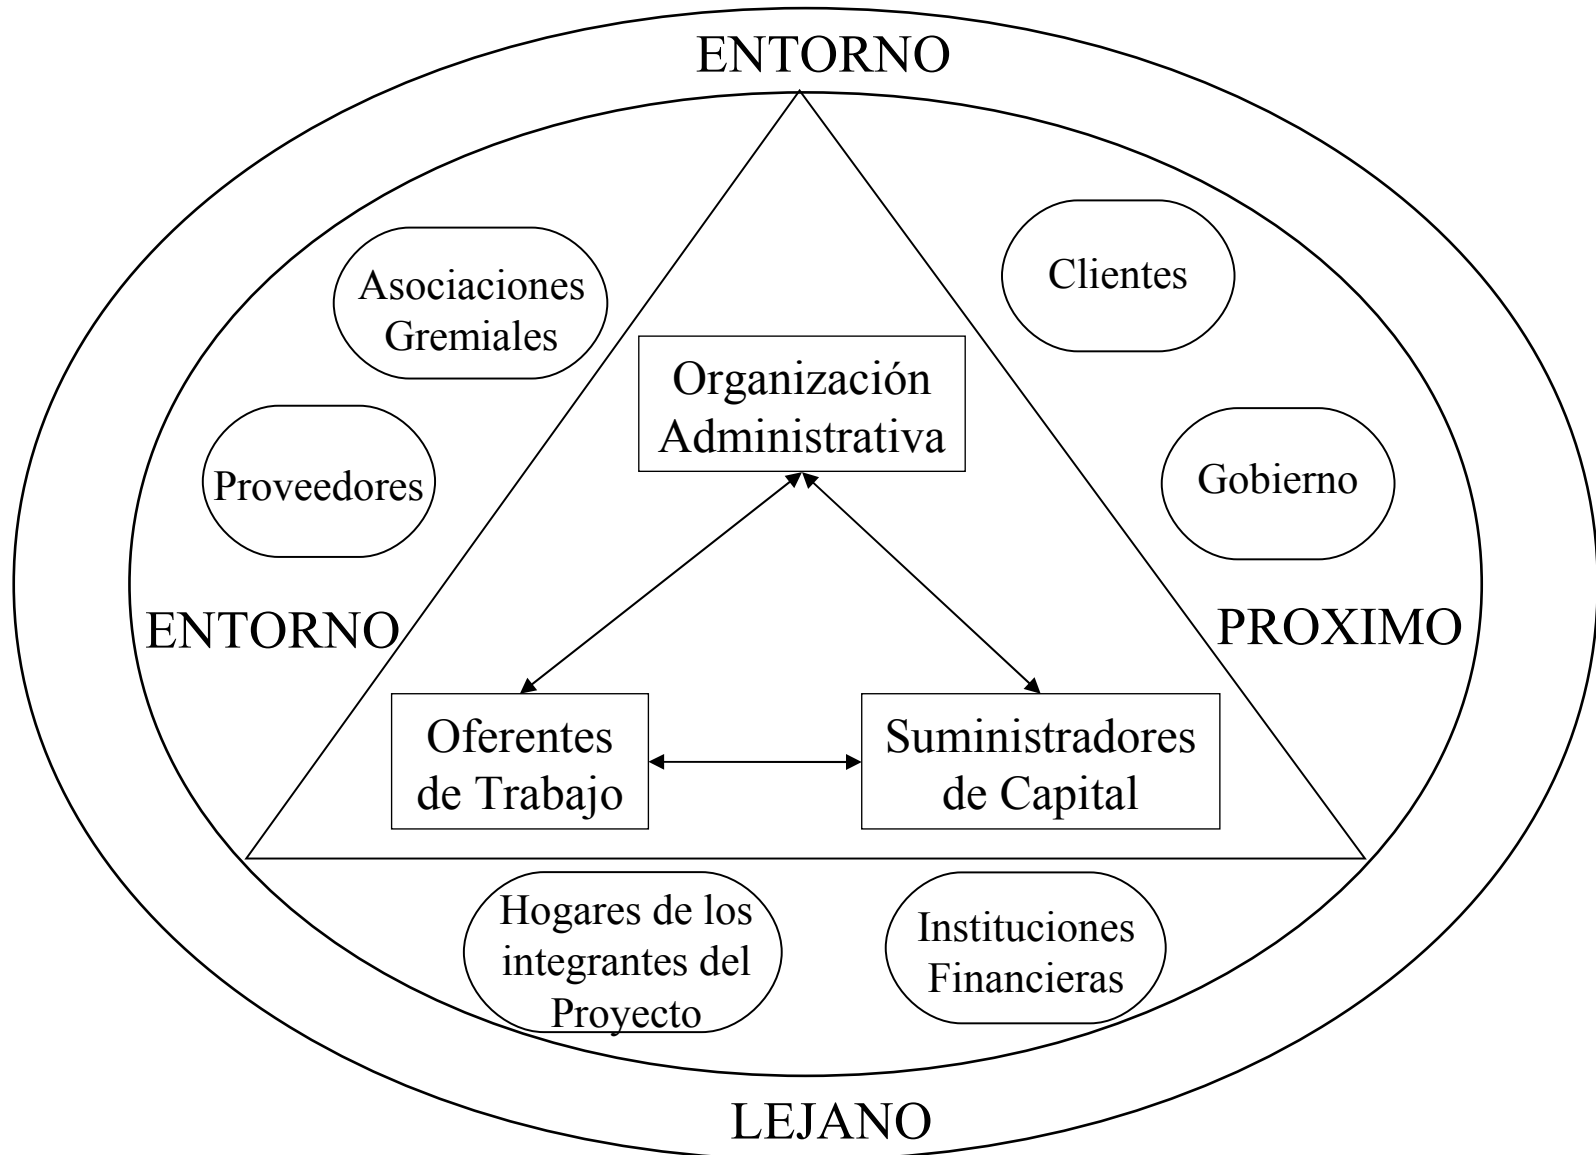 ENTORNO
Asociaciones
Gremiales
Clientes
Organización
Administrativa
Proveedores
Gobierno
ENTORNO
PROXIMO
Oferentes
de Trabajo
Suministradores
de Capital
Hogares de los
integrantes del
Proyecto
Instituciones
Financieras
LEJANO